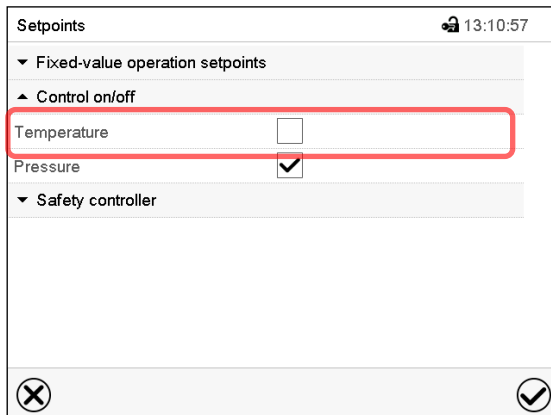 Setpoints 13:10:57
Fixed-value operation setpoints
Control on/off
Temperature
Pressure
Safety controller